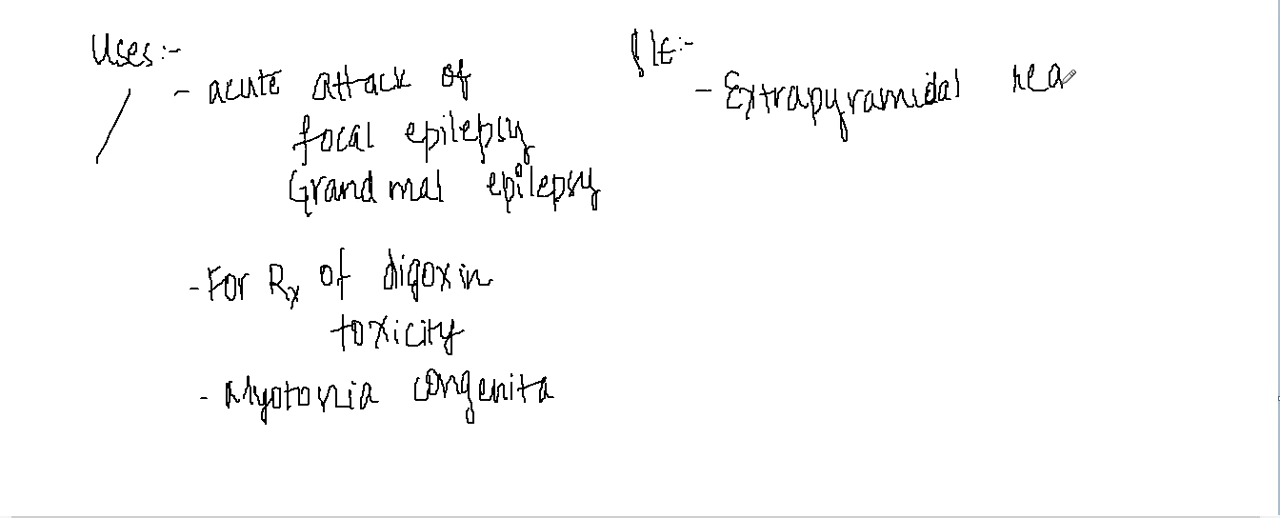 Uses:-
- acute attack of
focal epilepsy
Grand mal epilepsy
- For Rx of digoxin
toxicity
- Myotonia congenita
S/E:-
- Extrapyramidal rea